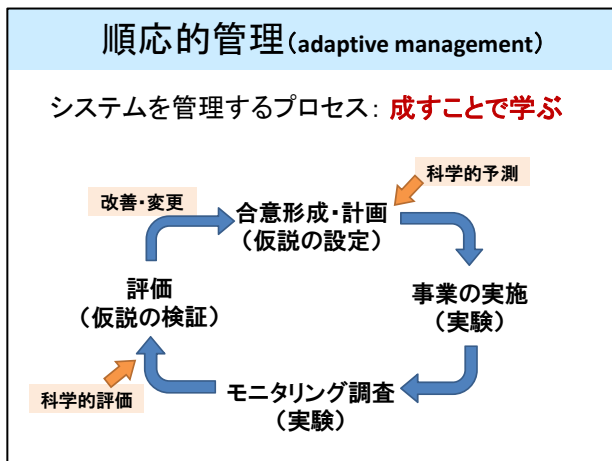 順応的管理(adaptive management)
システムを管理するプロセス: 成すことで学ぶ
科学的予測
改善・変更
合意形成・計画
(仮説の設定)
評価
(仮説の検証)
事業の実施
(実験)
モニタリング調査
(実験)
科学的評価